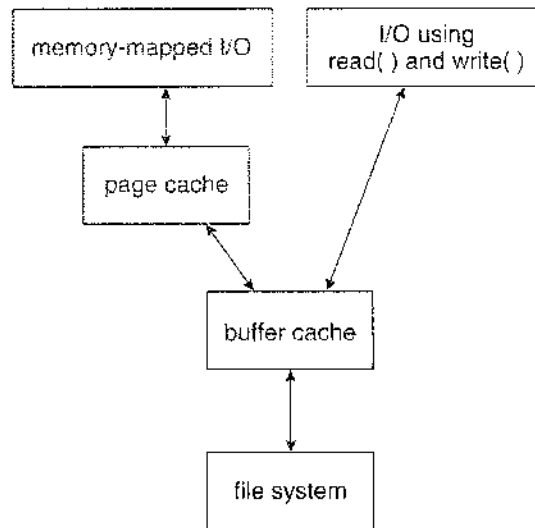 memory-mapped I/O
I/O using
read( ) and write( )
page cache
buffer cache
file system